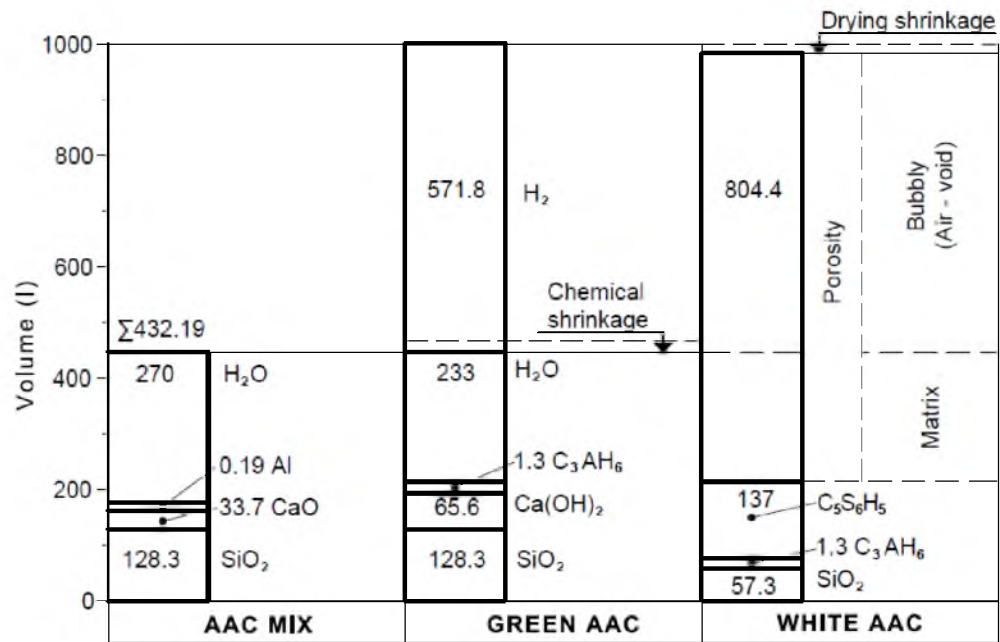 Drying shrinkage
1000
800
600
400
200
0
Volume (l)
∑432.19
270
H₂O
0.19 Al
33.7 CaO
128.3
SiO₂
571.8
H₂
Chemical
shrinkage
233
H₂O
1.3 C₃AH₆
65.6
Ca(OH)₂
128.3
SiO₂
804.4
Porosity
Bubbly
(Air - void)
Matrix
137
C₅S₆H₅
1.3 C₃AH₆
57.3
SiO₂
AAC MIX
GREEN AAC
WHITE AAC